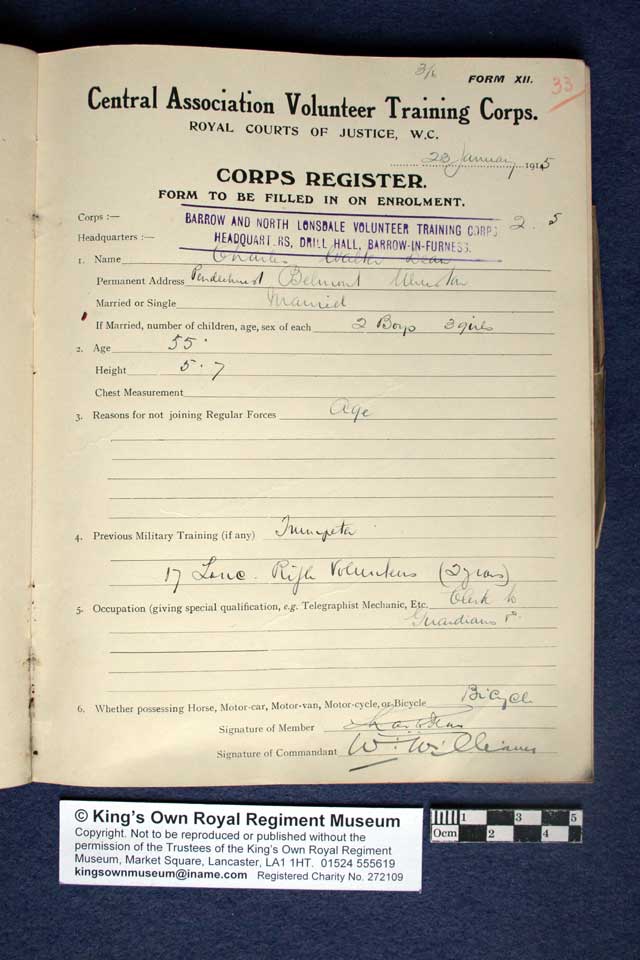 3/6
FORM XII.
33
Central Association Volunteer Training Corps.
ROYAL COURTS OF JUSTICE, W.C.
23 January 1915
CORPS REGISTER.
FORM TO BE FILLED IN ON ENROLMENT.
Corps :—
BARROW AND NORTH LONSDALE VOLUNTEER TRAINING CORPS
2. 5
Headquarters :—
HEADQUARTERS, DRILL HALL, BARROW-IN-FURNESS.
1. Name Charles Walter Dean
Permanent Address Belmont Ulverston
Married or Single Married
If Married, number of children, age, sex of each 2 Boys 3 girls
2. Age 55
Height 5.7
Chest Measurement
3. Reasons for not joining Regular Forces Age
4. Previous Military Training (if any) Trumpeter
17 Lanc. Rifle Volunteers (2 years)
5. Occupation (giving special qualification, e.g. Telegraphist Mechanic, Etc. Clerk to
Guardians
6. Whether possessing Horse, Motor-car, Motor-van, Motor-cycle, or Bicycle Bicycle
Signature of Member
Signature of Commandant W. Williams
© King's Own Royal Regiment Museum
Copyright. Not to be reproduced or published without the
permission of the Trustees of the King's Own Royal Regiment
Museum, Market Square, Lancaster, LA1 1HT. 01524 555619
kingsownmuseum@iname.com Registered Charity No. 272109
1 3 5
0cm 2 4